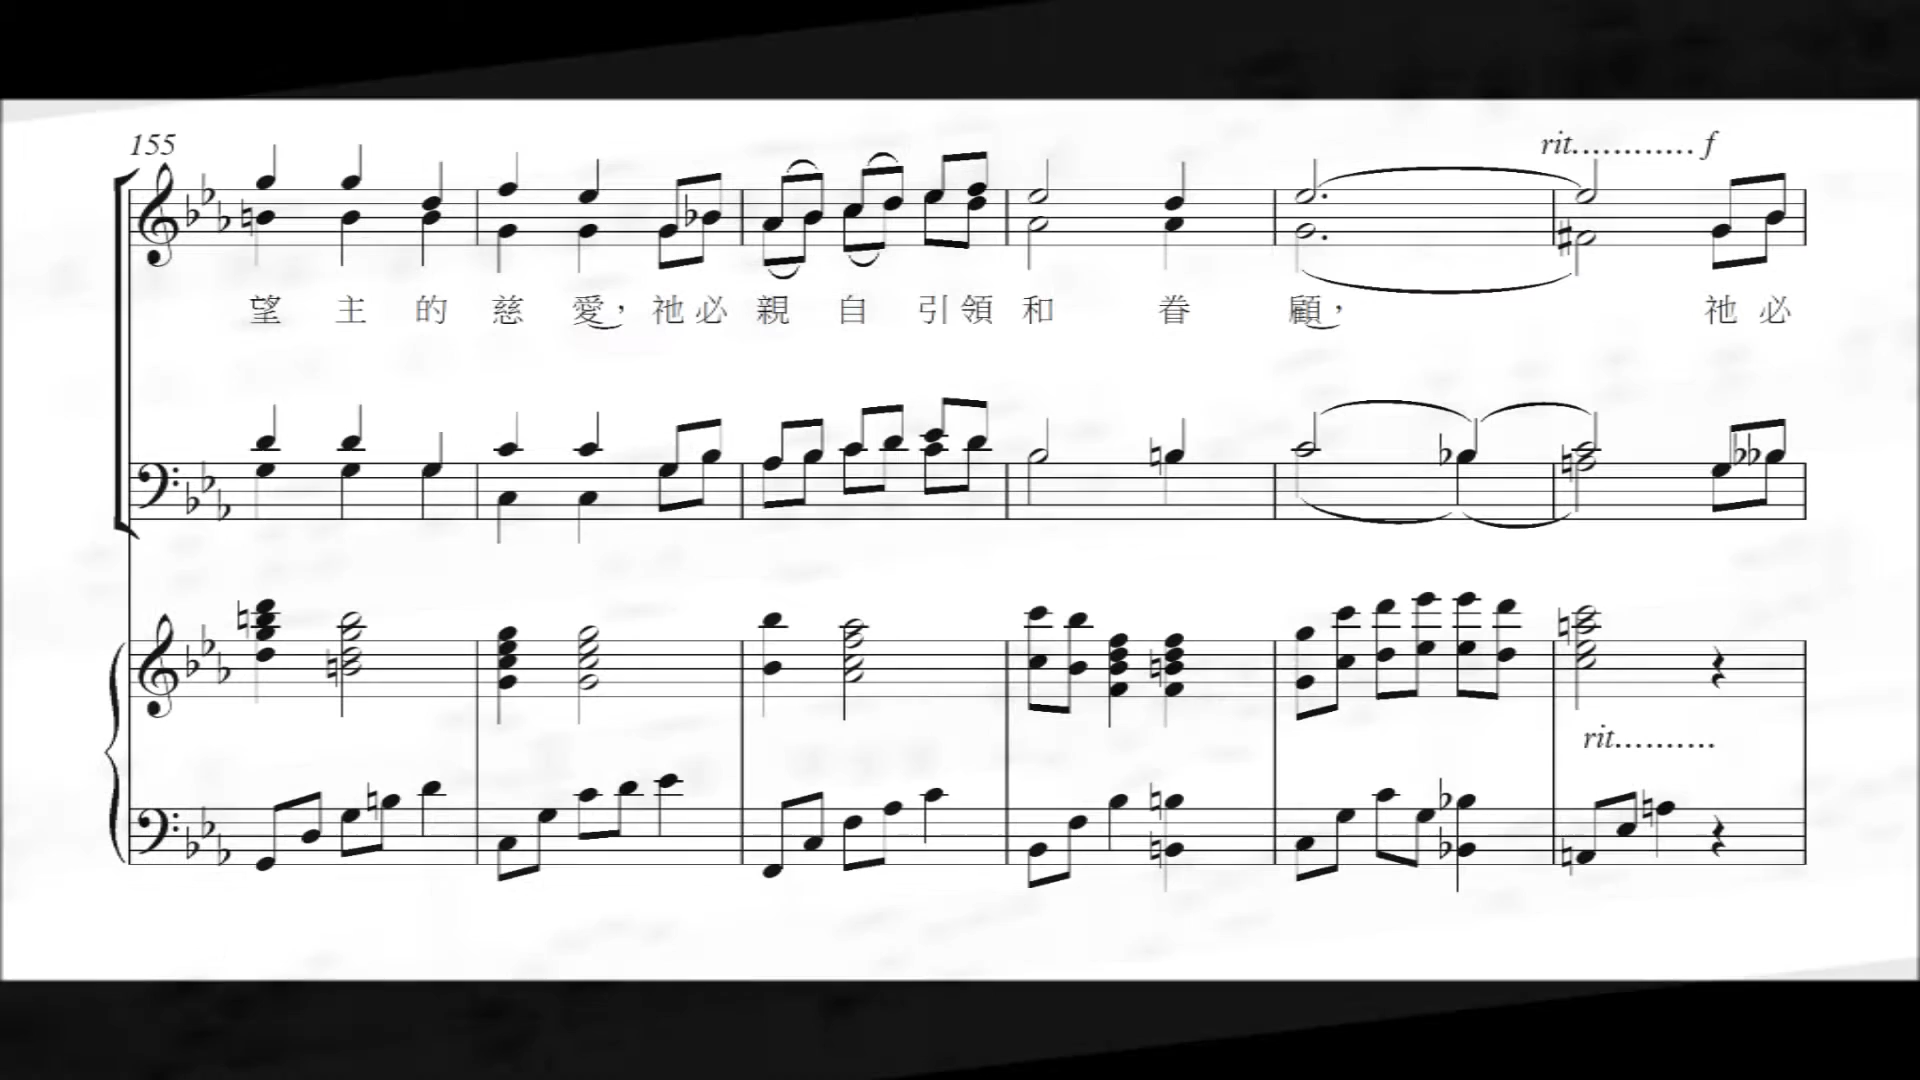 155
rit............ f
望 主 的 慈 愛, 祂 必 親 自 引 領 和 眷 顧, 祂 必
rit..........